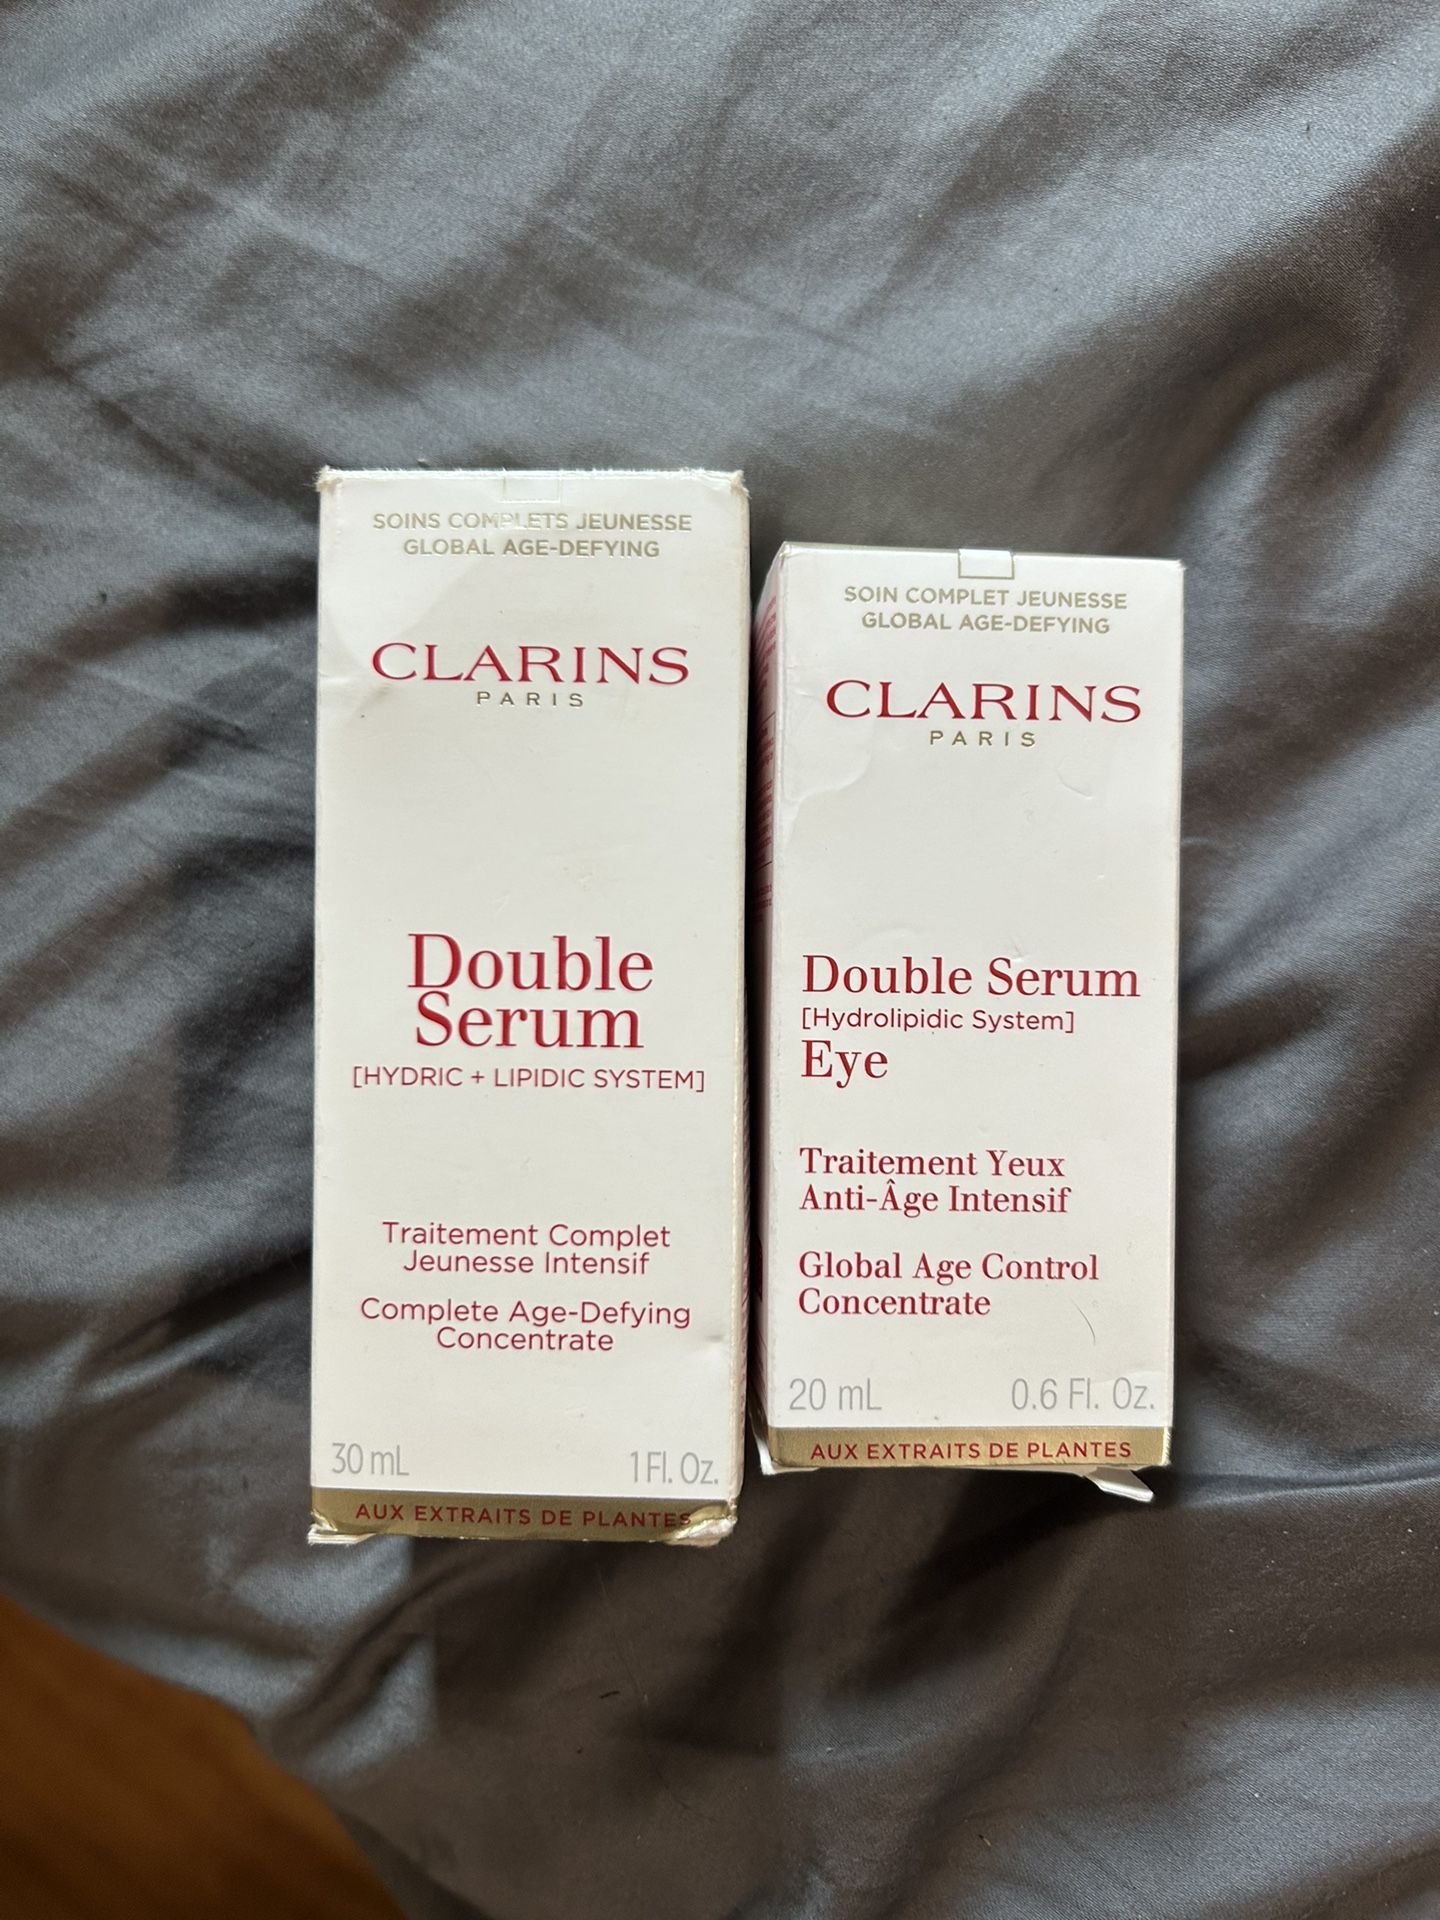 SOINS COMPLETS JEUNESSE
GLOBAL AGE-DEFYING
CLARINS
PARIS
Double
Serum
[HYDRIC + LIPIDIC SYSTEM]
Traitement Complet
Jeunesse Intensif
Complete Age-Defying
Concentrate
30 mL 1 Fl. Oz.
AUX EXTRAITS DE PLANTES
SOIN COMPLET JEUNESSE
GLOBAL AGE-DEFYING
CLARINS
PARIS
Double Serum
[Hydrolipidic System]
Eye
Traitement Yeux
Anti-Âge Intensif
Global Age Control
Concentrate
20 mL 0.6 Fl. Oz.
AUX EXTRAITS DE PLANTES